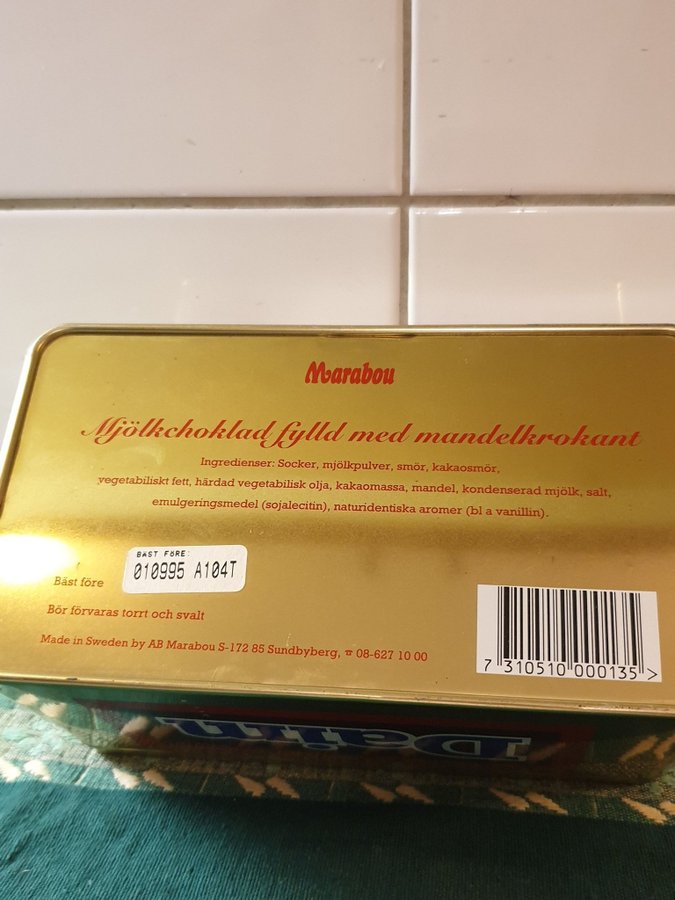 Marabou
Mjölkchoklad fylld med mandelkrokant
Ingredienser: Socker, mjölkpulver, smör, kakaosmör,
vegetabiliskt fett, härdad vegetabilisk olja, kakaomassa, mandel, kondenserad mjölk, salt,
emulgeringsmedel (sojalecitin), naturidentiska aromer (bl a vanillin).
BÄST FÖRE:
Bäst före 010995 A104T
Bör förvaras torrt och svalt
Made in Sweden by AB Marabou S-172 85 Sundbyberg, ☎ 08-627 10 00
7 310510 000135 >
Daim